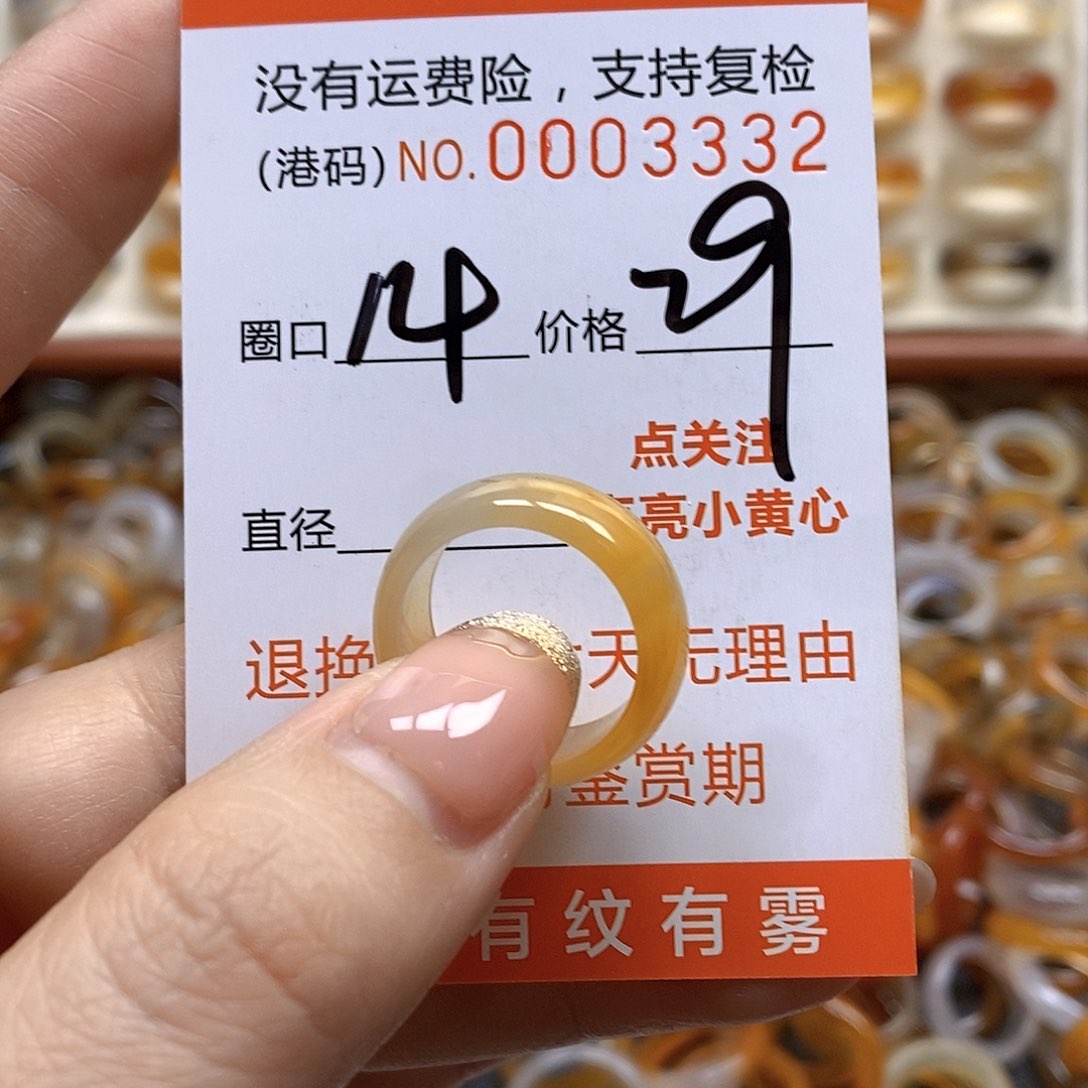 没有运费险，支持复检
(港码) NO. 0003332
圈口 14 价格 29
点关注
亮小黄心
直径
退换 天无理由
鉴赏期
有纹有雾